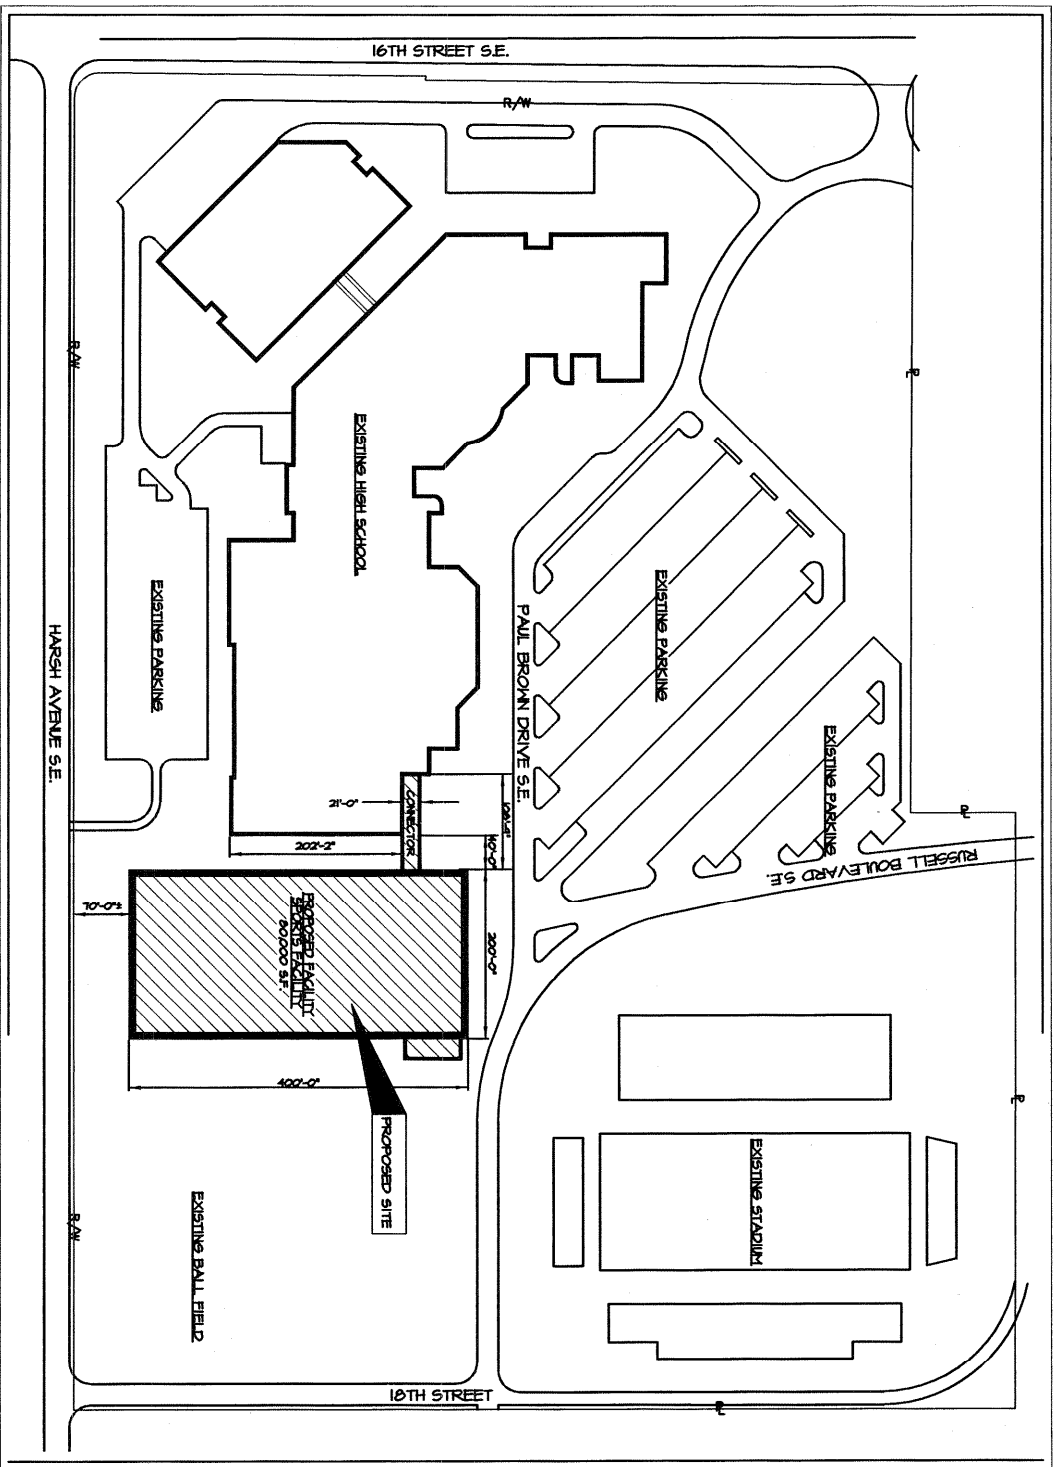 16TH STREET S.E.
R/W
R/W
P/L
EXISTING HIGH SCHOOL
EXISTING PARKING
EXISTING PARKING
EXISTING PARKING
PAUL BROWN DRIVE S.E.
HARSH AVENUE S.E.
RUSSELL BOULEVARD S.E.
P/L
21'-0"
CONNECTOR
40'-0"
202'-2"
70'-0"±
PROPOSED FACILITY
SPORTS FACILITY
80,000 S.F.
200'-0"
400'-0"
PROPOSED SITE
P/L
EXISTING STADIUM
EXISTING BALL FIELD
R/W
18TH STREET
P/L